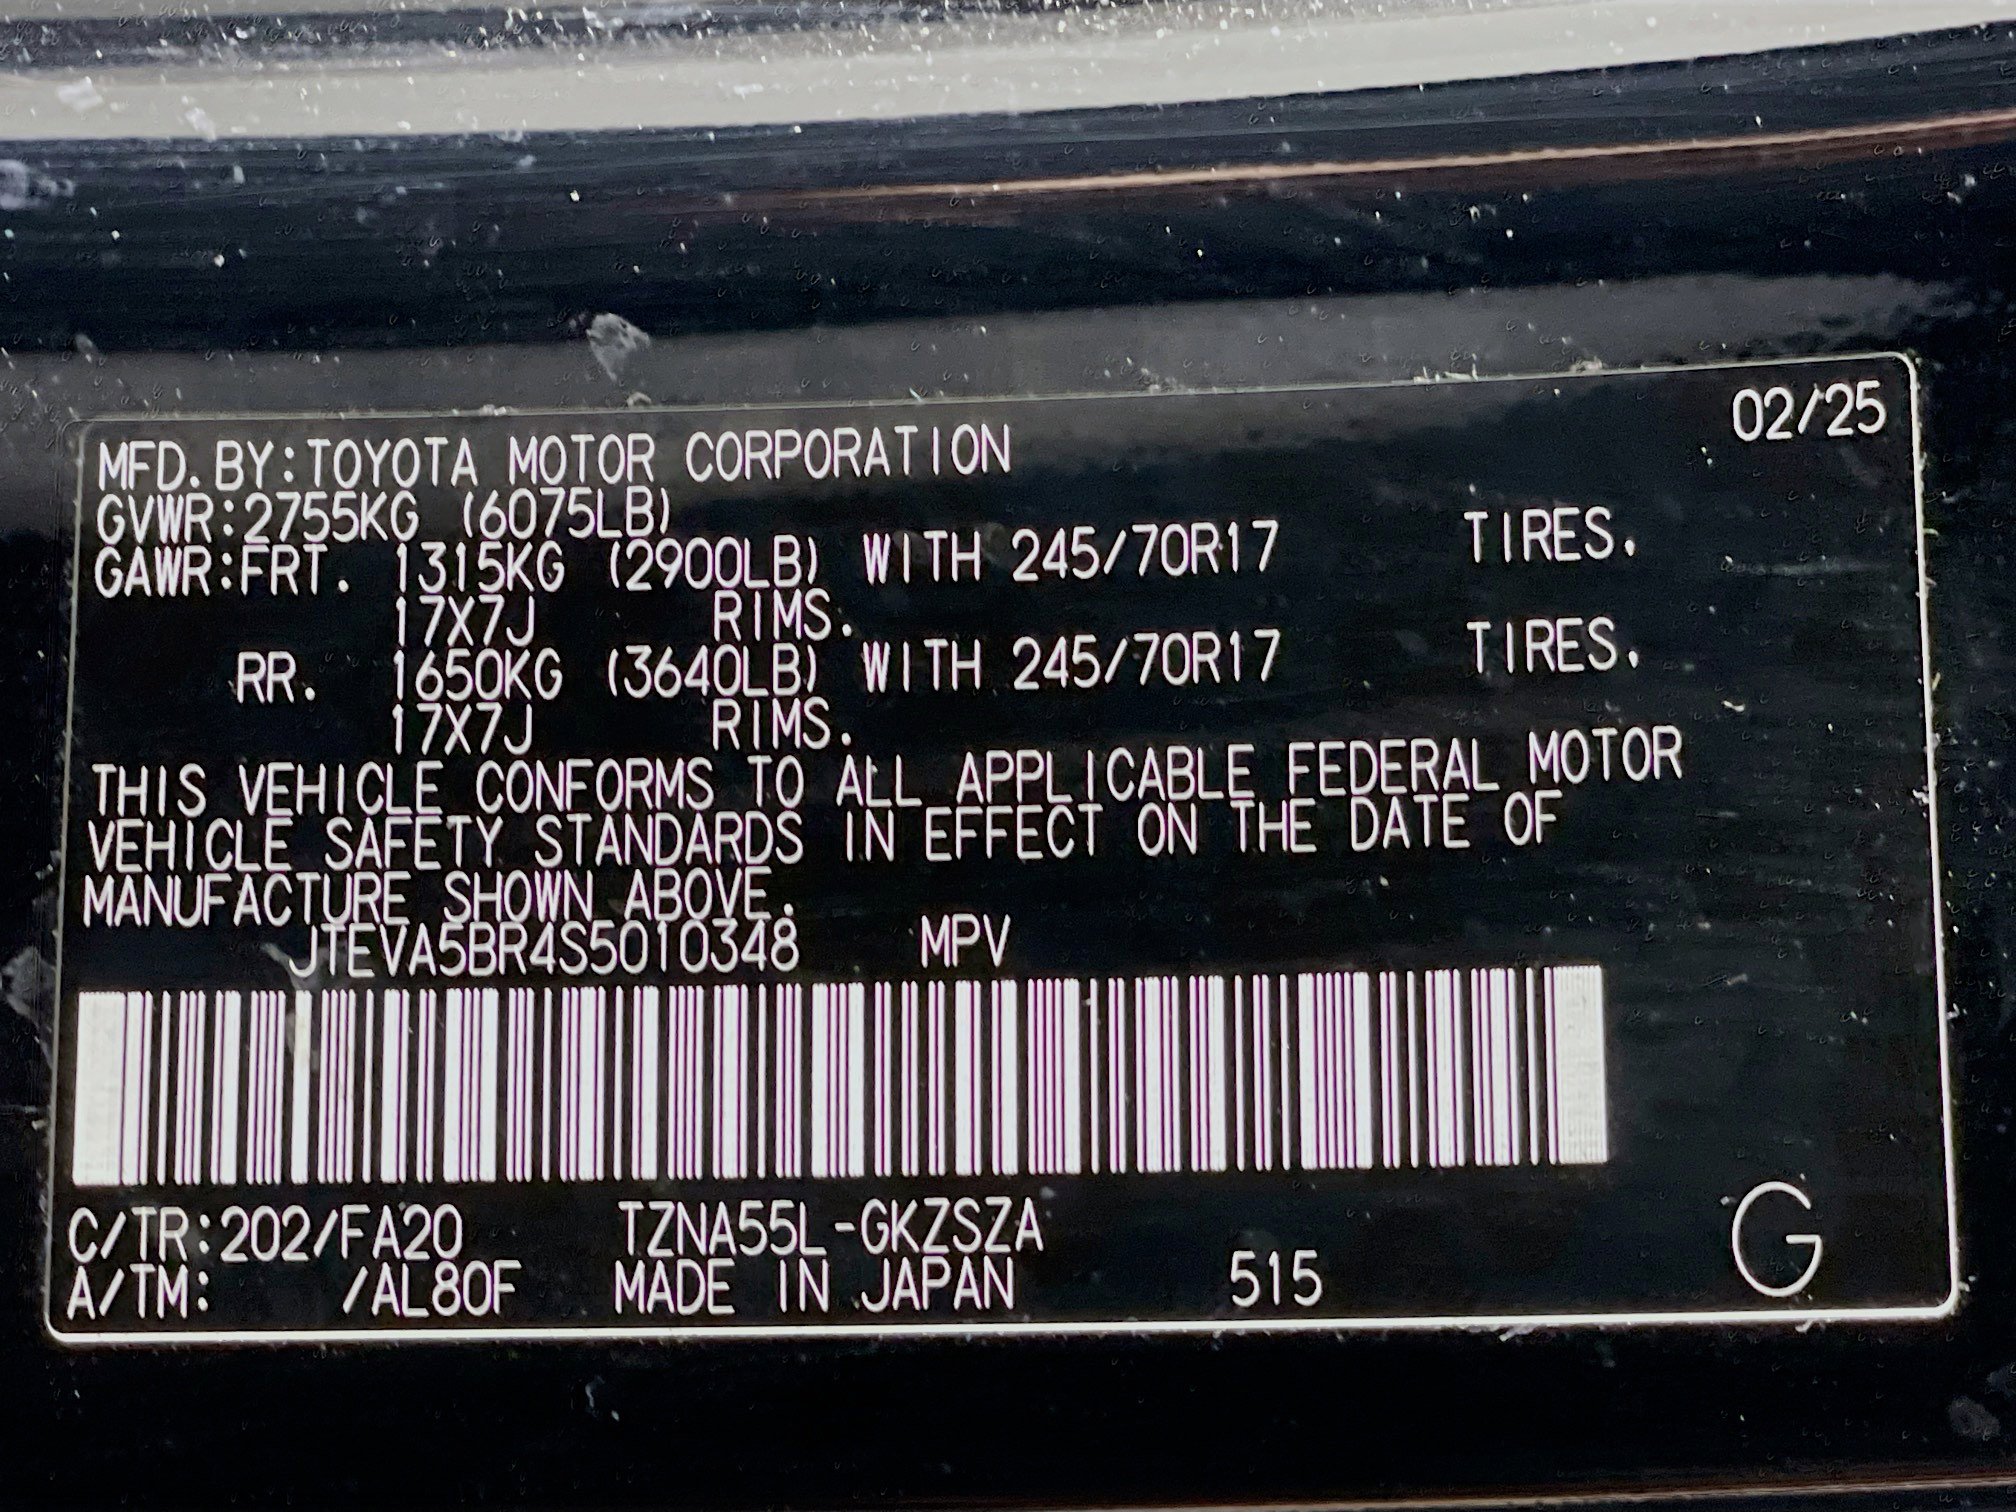 02/25
MFD.BY:TOYOTA MOTOR CORPORATION
GVWR:2755KG (6075LB)
GAWR:FRT. 1315KG (2900LB) WITH 245/70R17 TIRES.
17X7J RIMS.
RR. 1650KG (3640LB) WITH 245/70R17 TIRES.
17X7J RIMS.
THIS VEHICLE CONFORMS TO ALL APPLICABLE FEDERAL MOTOR
VEHICLE SAFETY STANDARDS IN EFFECT ON THE DATE OF
MANUFACTURE SHOWN ABOVE.
JTEVA5BR4S5010348 MPV
C/TR:202/FA20 TZNA55L-GKZSZA
A/TM: /AL80F MADE IN JAPAN 515 G